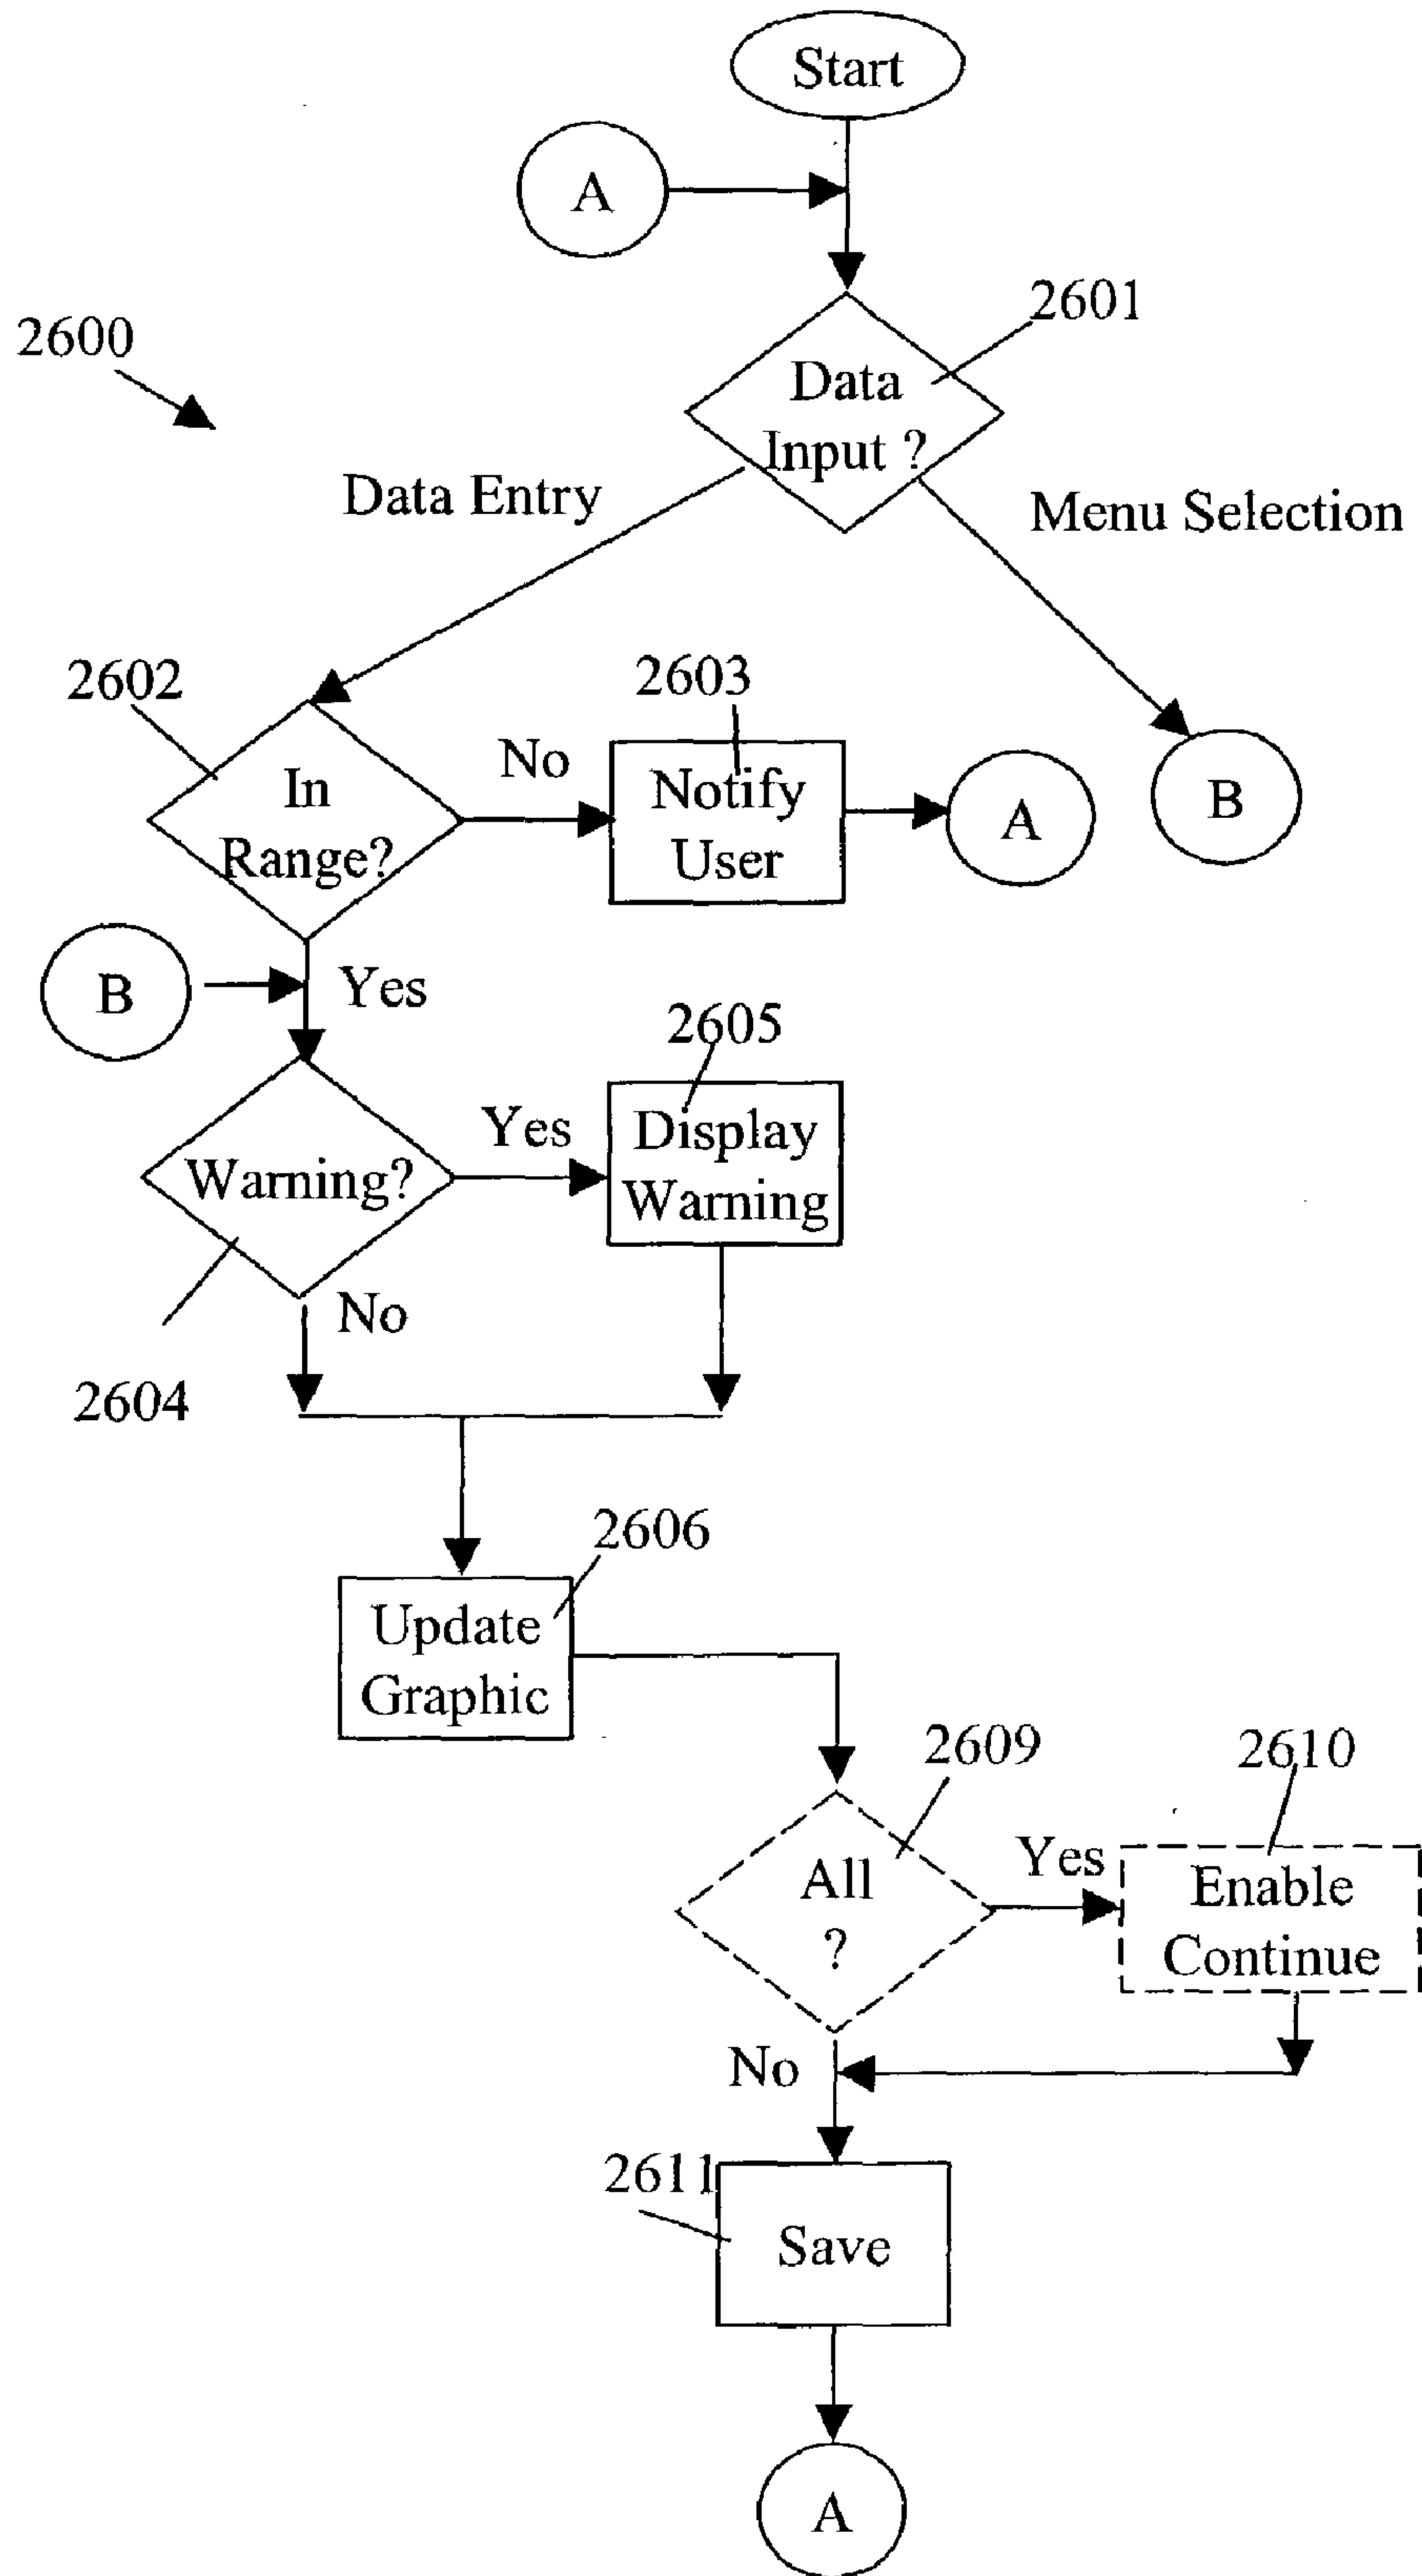 Start
A
2601
2600
Data
Input ?
Data Entry
Menu Selection
2602
2603
In
Range?
No
Notify
User
A
B
B
Yes
2605
Warning?
Yes
Display
Warning
No
2604
2606
Update
Graphic
2609
2610
All
?
Yes
Enable
Continue
No
2611
Save
A